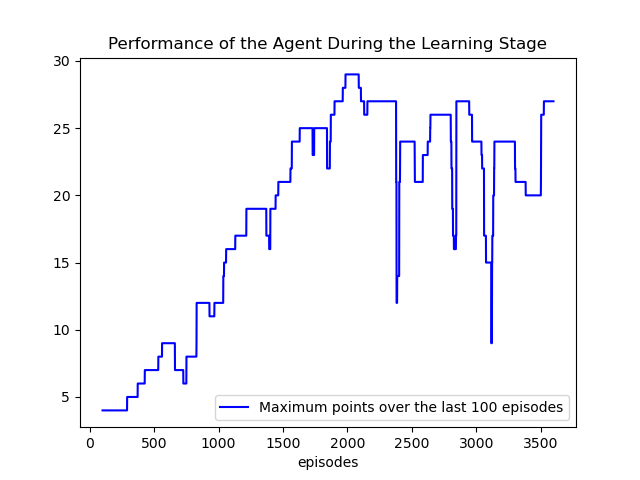 Performance of the Agent During the Learning Stage
30
25
20
15
10
5
Maximum points over the last 100 episodes
0 500 1000 1500 2000 2500 3000 3500
episodes